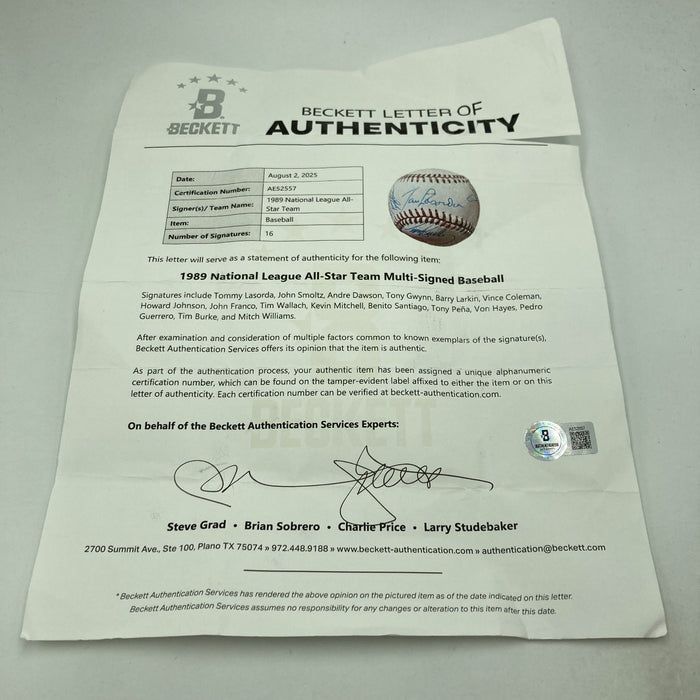 B
BECKETT
BECKETT LETTER OF
AUTHENTICITY
Date: August 2, 2025
Certification Number: AE52557
Signer(s)/ Team Name: 1989 National League All-
Star Team
Item: Baseball
Number of Signatures: 16
This letter will serve as a statement of authenticity for the following item:
1989 National League All-Star Team Multi-Signed Baseball
Signatures include Tommy Lasorda, John Smoltz, Andre Dawson, Tony Gwynn, Barry Larkin, Vince Coleman,
Howard Johnson, John Franco, Tim Wallach, Kevin Mitchell, Benito Santiago, Tony Peña, Von Hayes, Pedro
Guerrero, Tim Burke, and Mitch Williams.
After examination and consideration of multiple factors common to known exemplars of the signature(s),
Beckett Authentication Services offers its opinion that the item is authentic.
As part of the authentication process, your authentic item has been assigned a unique alphanumeric
certification number, which can be found on the tamper-evident label affixed to either the item or on this
letter of authenticity. Each certification number can be verified at beckett-authentication.com.
BECKETT
On behalf of the Beckett Authentication Services Experts:
Steve Grad • Brian Sobrero • Charlie Price • Larry Studebaker
2700 Summit Ave., Ste 100, Plano TX 75074 » 972.448.9188 » www.beckett-authentication.com » authentication@beckett.com
*Beckett Authentication Services has rendered the above opinion on the pictured item as of the date indicated on this letter.
Beckett Authentication Services assumes no responsibility for any changes or alteration to this item after this date.